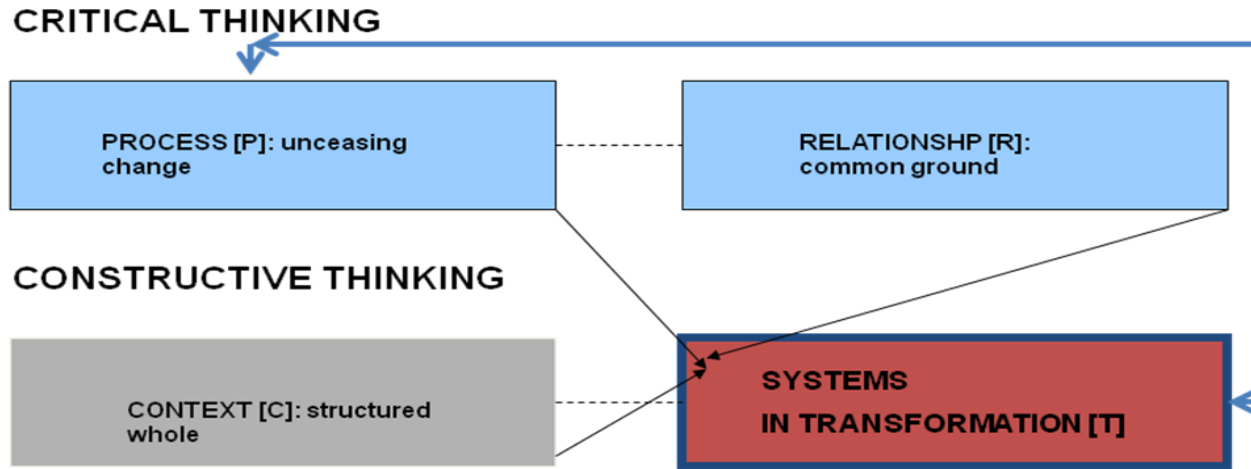 CRITICAL THINKING
PROCESS [P]: unceasing
change
RELATIONSHP [R]:
common ground
CONSTRUCTIVE THINKING
CONTEXT [C]: structured
whole
SYSTEMS
IN TRANSFORMATION [T]